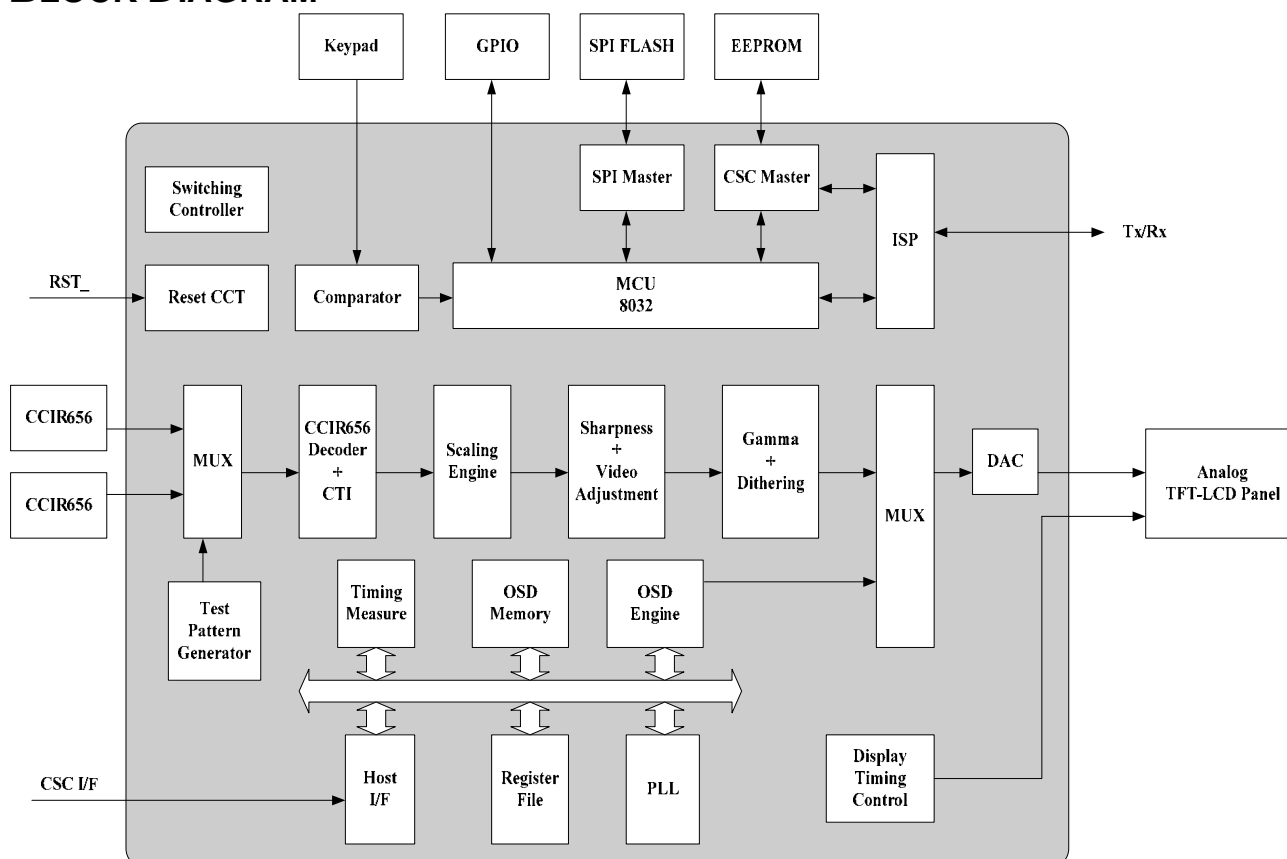 BLOCK DIAGRAM
Keypad
GPIO
SPI FLASH
EEPROM
Switching
Controller
SPI Master
CSC Master
ISP
Tx/Rx
RST_
Reset CCT
Comparator
MCU
8032
CCIR656
CCIR656
MUX
CCIR656
Decoder
+
CTI
Scaling
Engine
Sharpness
+
Video
Adjustment
Gamma
+
Dithering
MUX
DAC
Analog
TFT-LCD Panel
Test
Pattern
Generator
Timing
Measure
OSD
Memory
OSD
Engine
CSC I/F
Host
I/F
Register
File
PLL
Display
Timing
Control